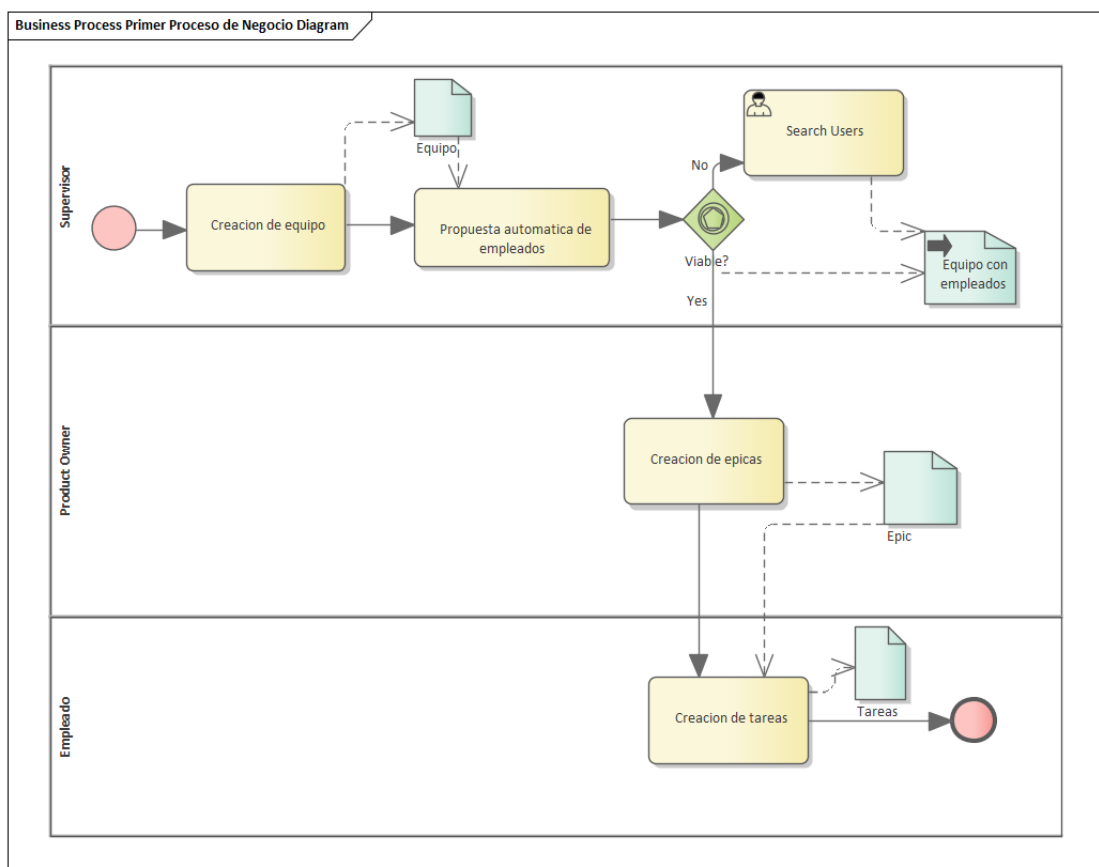 Business Process Primer Proceso de Negocio Diagram
Supervisor
Equipo
Search Users
No
Creacion de equipo
Propuesta automatica de
empleados
Viable?
Equipo con
empleados
Yes
Product Owner
Creacion de epicas
Epic
Empleado
Creacion de tareas
Tareas